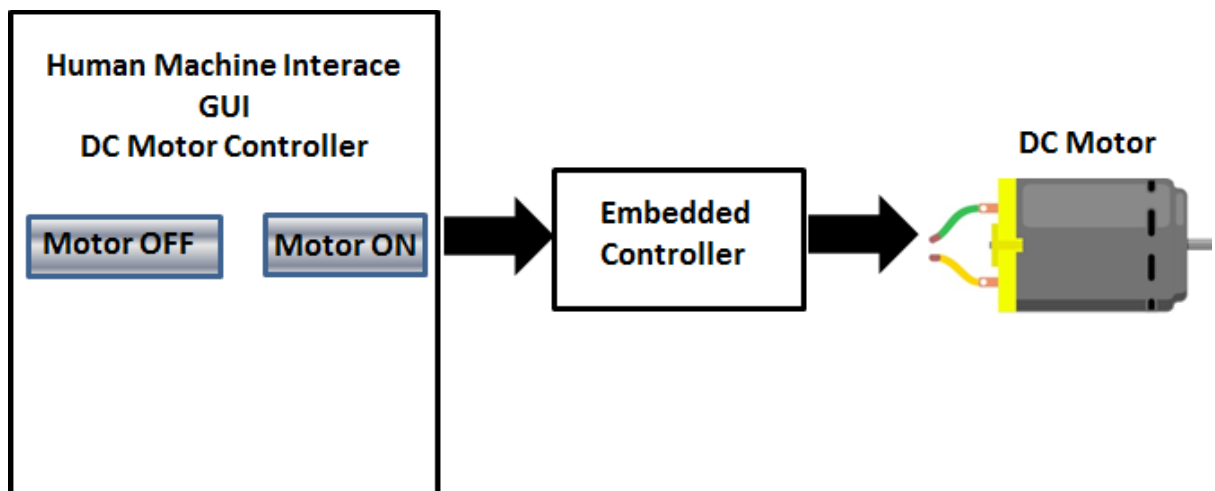 Human Machine Interace
GUI
DC Motor Controller
Motor OFF
Motor ON
Embedded
Controller
DC Motor